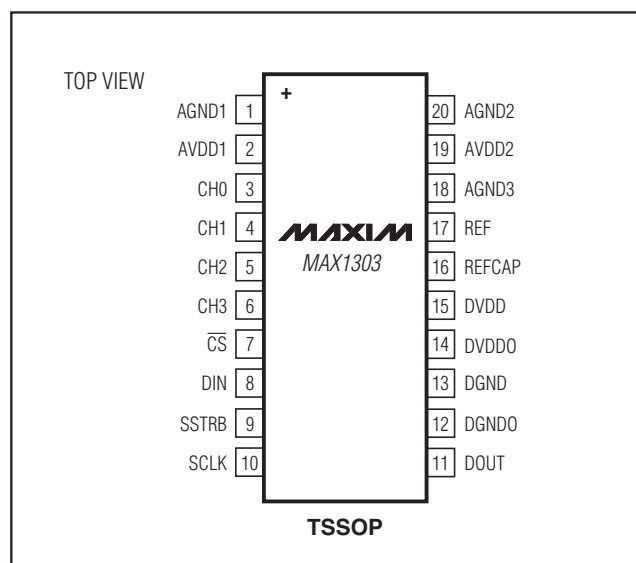 TOP VIEW
+
AGND1 1
AVDD1 2
CH0 3
CH1 4
CH2 5
CH3 6
C̅S̅ 7
DIN 8
SSTRB 9
SCLK 10
MAXIM
MAX1303
20 AGND2
19 AVDD2
18 AGND3
17 REF
16 REFCAP
15 DVDD
14 DVDDO
13 DGND
12 DGNDO
11 DOUT
TSSOP